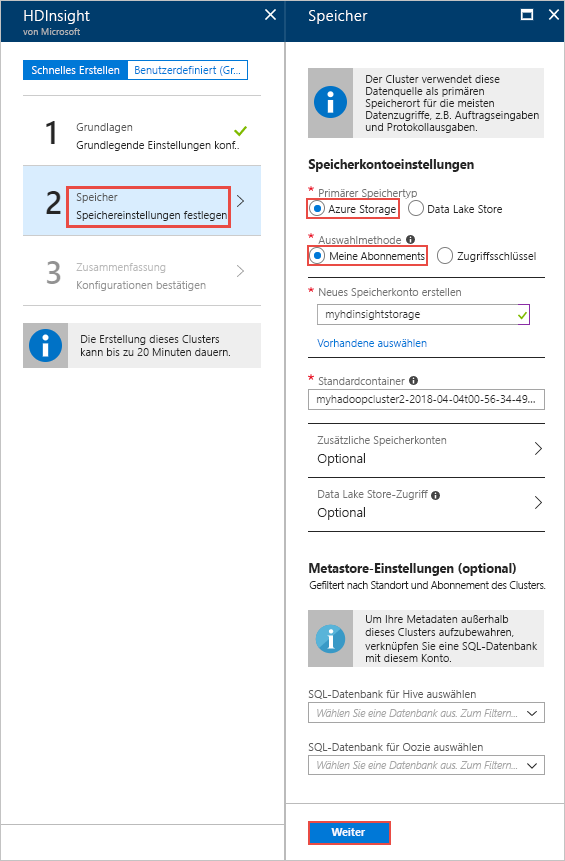 HDInsight
von Microsoft
Schnelles Erstellen
Benutzerdefiniert (Gr...
1
Grundlagen
Grundlegende Einstellungen konf..
2
Speicher
Speichereinstellungen festlegen
3
Zusammenfassung
Konfigurationen bestätigen
Die Erstellung dieses Clusters
kann bis zu 20 Minuten dauern.
Speicher
Der Cluster verwendet diese
Datenquelle als primären
Speicherort für die meisten
Datenzugriffe, z.B. Auftragseingaben
und Protokollausgaben.
Speicherkontoeinstellungen
* Primärer Speichertyp
Azure Storage
Data Lake Store
* Auswahlmethode
Meine Abonnements
Zugriffsschlüssel
* Neues Speicherkonto erstellen
myhdinsightstorage
Vorhandene auswählen
* Standardcontainer
myhadoopcluster2-2018-04-04t00-56-34-49...
Zusätzliche Speicherkonten
Optional
Data Lake Store-Zugriff
Optional
Metastore-Einstellungen (optional)
Gefiltert nach Standort und Abonnement des Clusters.
Um Ihre Metadaten außerhalb
dieses Clusters aufzubewahren,
verknüpfen Sie eine SQL-Datenbank
mit diesem Konto.
SQL-Datenbank für Hive auswählen
Wählen Sie eine Datenbank aus. Zum Filtern...
SQL-Datenbank für Oozie auswählen
Wählen Sie eine Datenbank aus. Zum Filtern...
Weiter